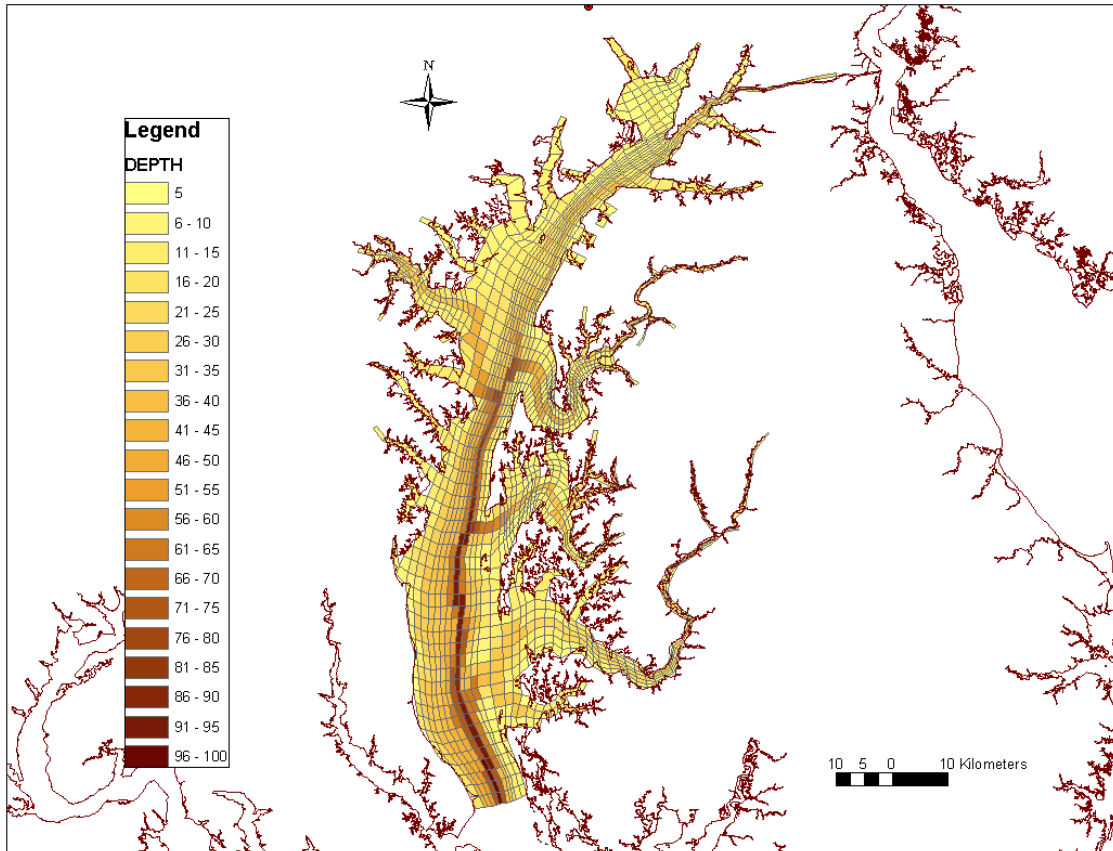 N
Legend
DEPTH
5
6 - 10
11 - 15
16 - 20
21 - 25
26 - 30
31 - 35
36 - 40
41 - 45
46 - 50
51 - 55
56 - 60
61 - 65
66 - 70
71 - 75
76 - 80
81 - 85
86 - 90
91 - 95
96 - 100
10 5 0 10 Kilometers